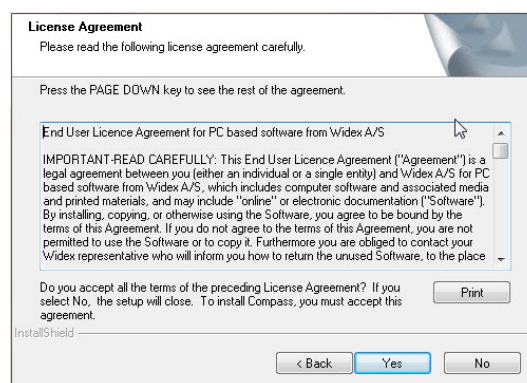 License Agreement
Please read the following license agreement carefully.
Press the PAGE DOWN key to see the rest of the agreement.
End User Licence Agreement for PC based software from Widex A/S
IMPORTANT-READ CAREFULLY: This End User Licence Agreement ("Agreement") is a
legal agreement between you (either an individual or a single entity) and Widex A/S for PC
based software from Widex A/S, which includes computer software and associated media
and printed materials, and may include "online" or electronic documentation ("Software").
By installing, copying, or otherwise using the Software, you agree to be bound by the
terms of this Agreement. If you do not agree to the terms of this Agreement, you are not
permitted to use the Software or to copy it. Furthermore you are obliged to contact your
Widex representative who will inform you how to return the unused Software, to the place
Do you accept all the terms of the preceding License Agreement? If you
select No, the setup will close. To install Compass, you must accept this
agreement.
Print
InstallShield
< Back
Yes
No